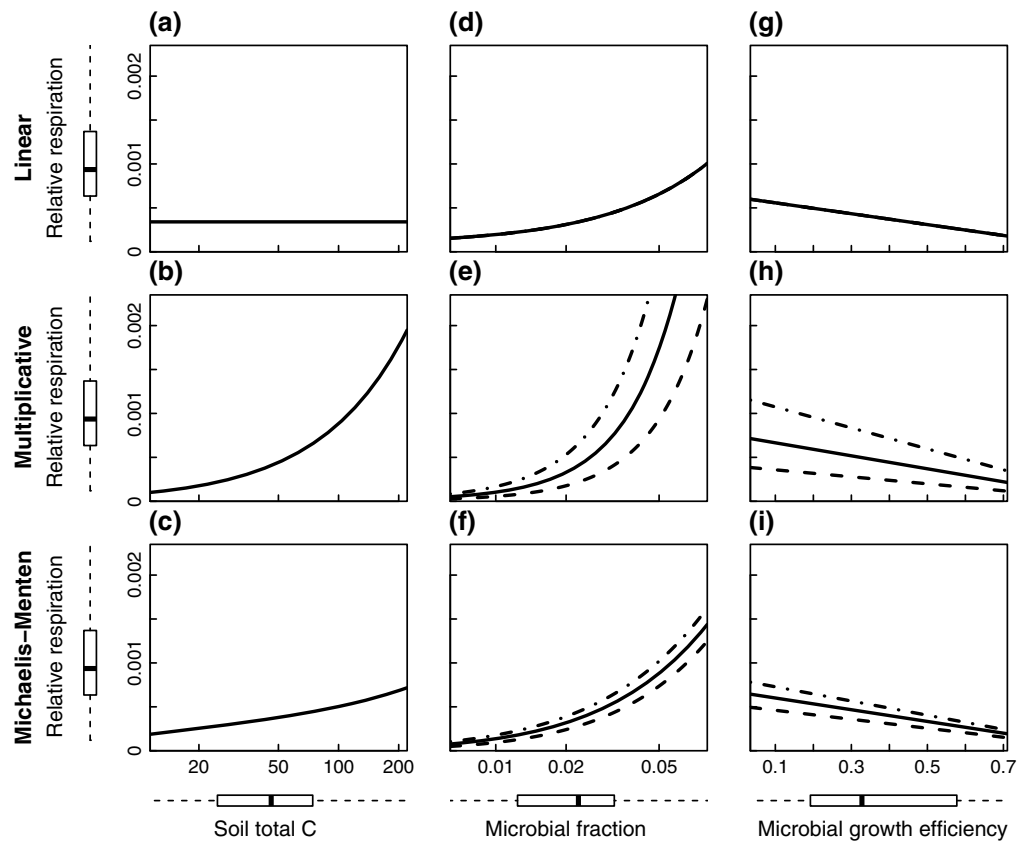 (a) (d) (g)
Linear
Relative respiration
0 0.001 0.002
(b) (e) (h)
Multiplicative
Relative respiration
0 0.001 0.002
(c) (f) (i)
Michaelis−Menten
Relative respiration
0 0.001 0.002
20 50 100 200 0.01 0.02 0.05 0.1 0.3 0.5 0.7
Soil total C Microbial fraction Microbial growth efficiency